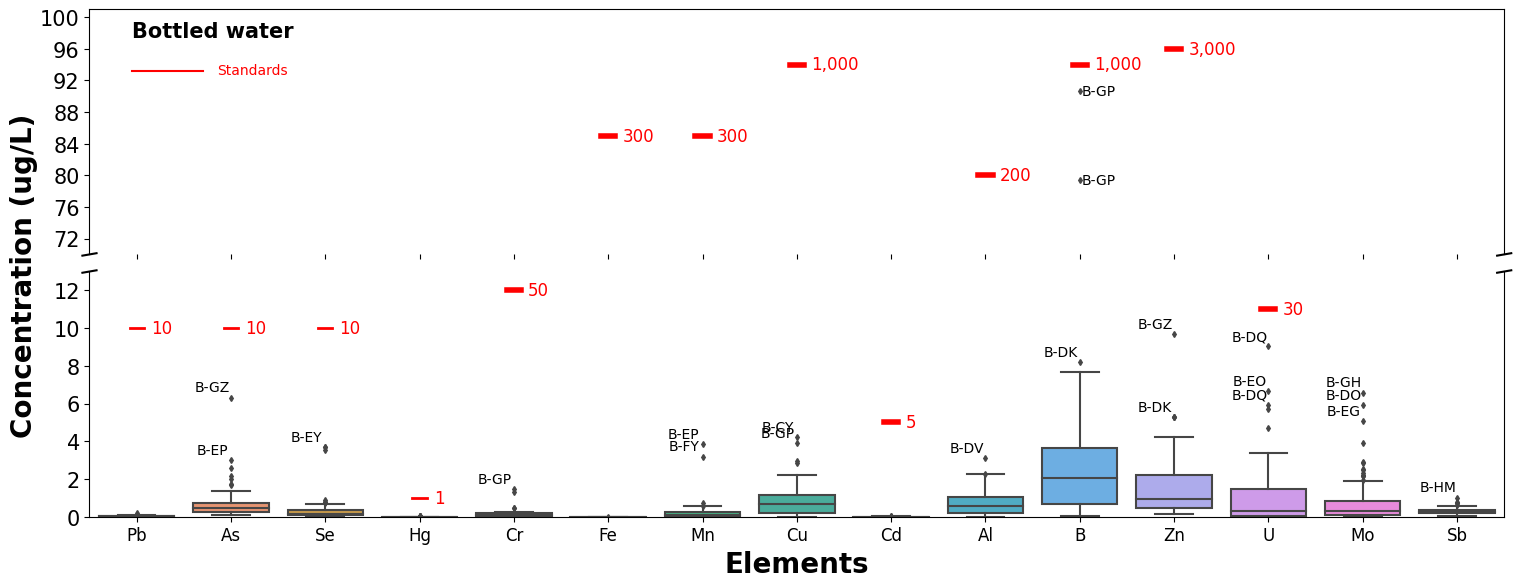 Bottled water
Standards
Concentration (ug/L)
100
96
92
88
84
80
76
72
12
10
8
6
4
2
0
3,000
1,000
1,000
B-GP
300
300
200
B-GP
50
10
10
10
30
5
1
B-GZ
B-EP
B-EY
B-GP
B-EP
B-FY
B-CY
B-GP
B-DV
B-DK
B-GZ
B-DK
B-DQ
B-EO
B-DQ
B-GH
B-DO
B-EG
B-HM
Pb As Se Hg Cr Fe Mn Cu Cd Al B Zn U Mo Sb
Elements